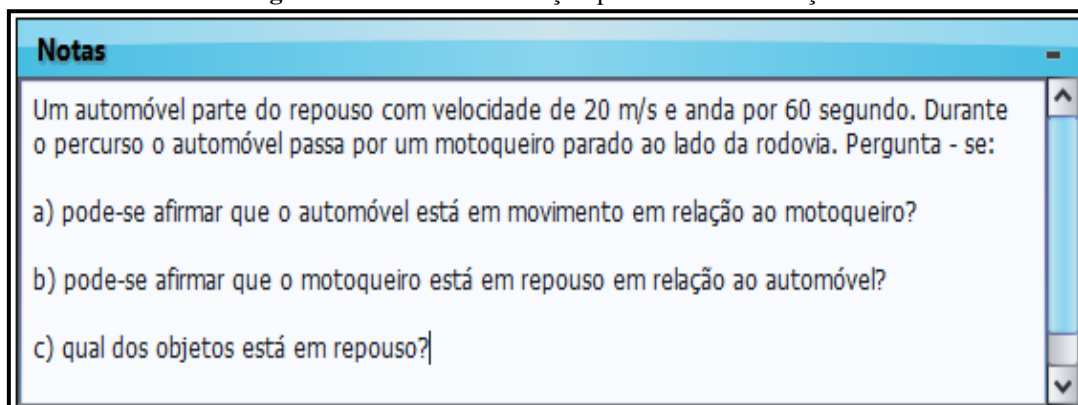 Notas
Um automóvel parte do repouso com velocidade de 20 m/s e anda por 60 segundo. Durante
o percurso o automóvel passa por um motoqueiro parado ao lado da rodovia. Pergunta - se:
a) pode-se afirmar que o automóvel está em movimento em relação ao motoqueiro?
b) pode-se afirmar que o motoqueiro está em repouso em relação ao automóvel?
c) qual dos objetos está em repouso?